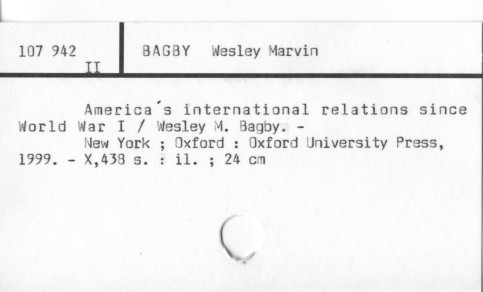 107 942 BAGBY Wesley Marvin
II
America´s international relations since
World War I / Wesley M. Bagby. -
New York ; Oxford : Oxford University Press,
1999. - X,438 s. : il. ; 24 cm